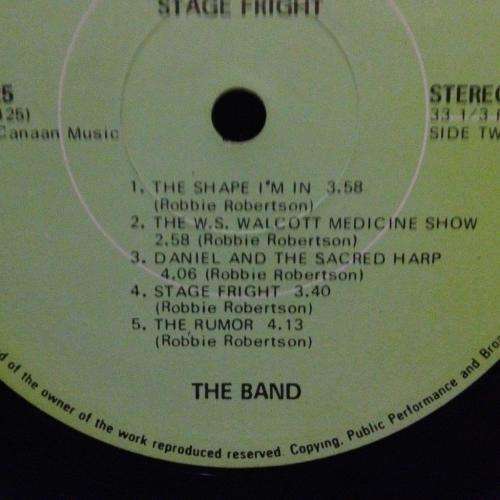 STAGE FRIGHT
5
125)
Canaan Music
STEREO
33 1/3
SIDE TW
1. THE SHAPE I'M IN 3.58
(Robbie Robertson)
2. THE W.S. WALCOTT MEDICINE SHOW
2.58 (Robbie Robertson)
3. DANIEL AND THE SACRED HARP
4.06 (Robbie Robertson)
4. STAGE FRIGHT 3.40
(Robbie Robertson)
5. THE RUMOR 4.13
(Robbie Robertson)
THE BAND
d of the owner of the work reproduced reserved. Copying, Public Performance and Bro